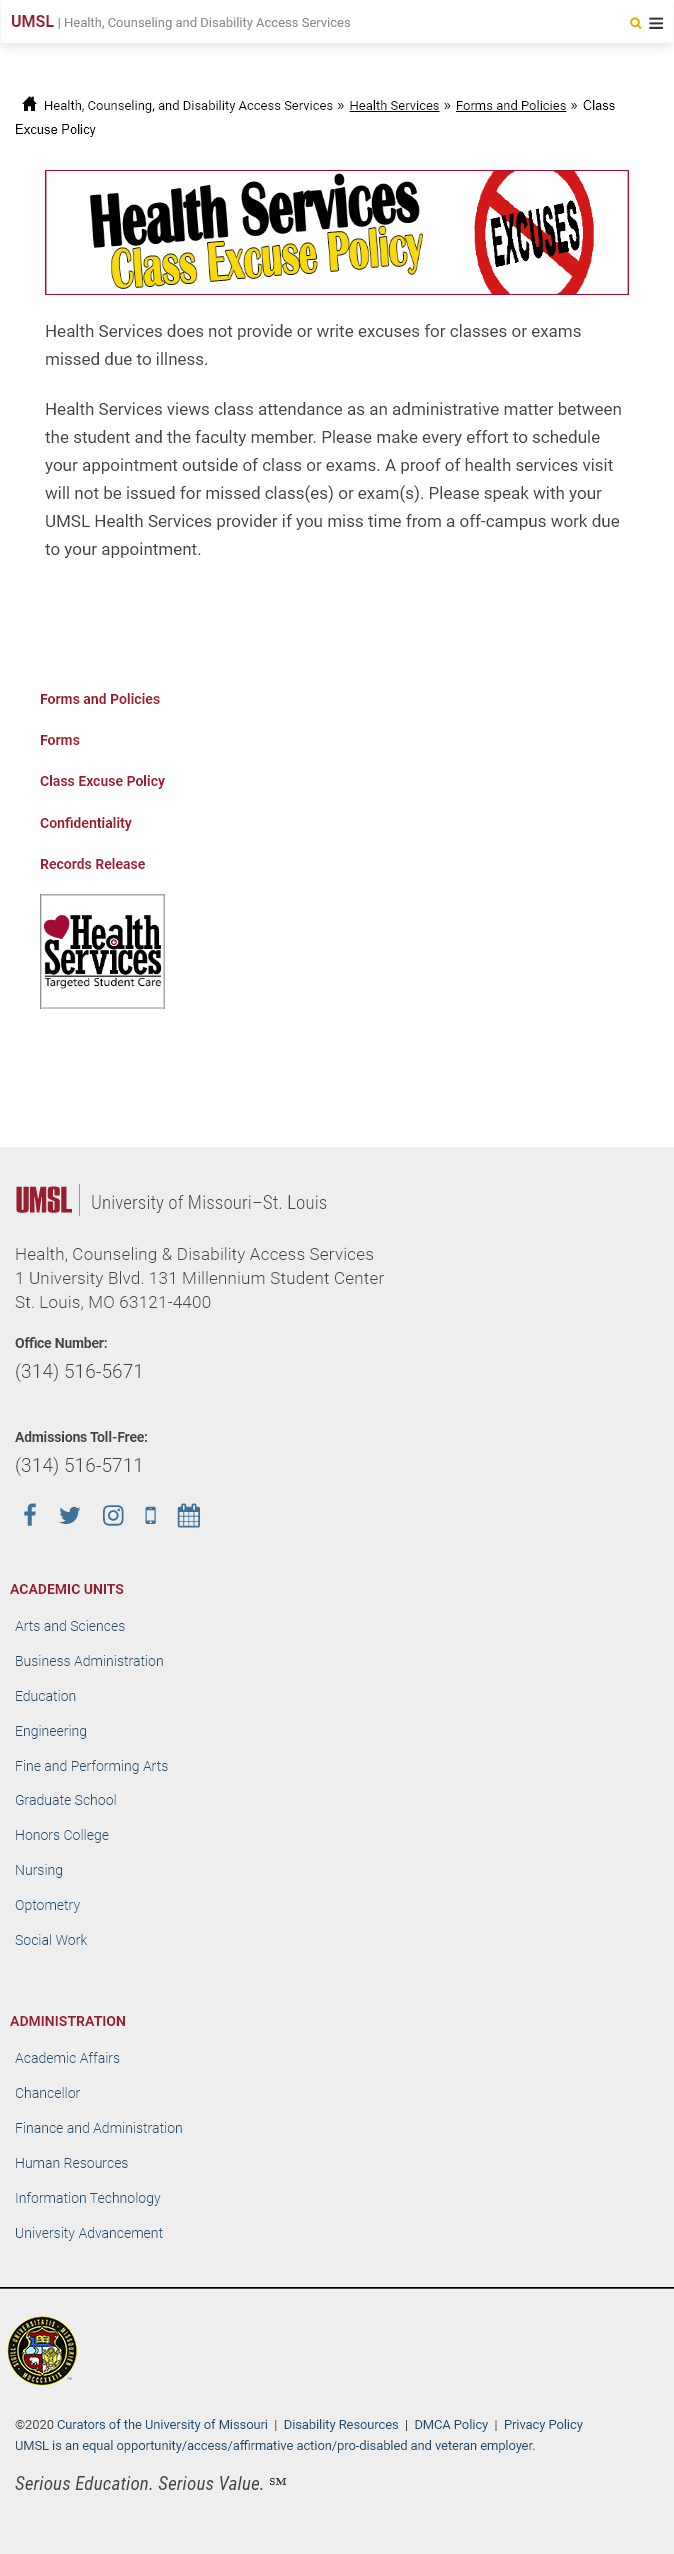 UMSL | Health, Counseling and Disability Access Services
Health, Counseling, and Disability Access Services » Health Services » Forms and Policies » Class
Excuse Policy
Health Services
Class Excuse Policy
EXCUSES
Health Services does not provide or write excuses for classes or exams
missed due to illness.
Health Services views class attendance as an administrative matter between
the student and the faculty member. Please make every effort to schedule
your appointment outside of class or exams. A proof of health services visit
will not be issued for missed class(es) or exam(s). Please speak with your
UMSL Health Services provider if you miss time from a off-campus work due
to your appointment.
Forms and Policies
Forms
Class Excuse Policy
Confidentiality
Records Release
Health
Services
Targeted Student Care
UMSL University of Missouri–St. Louis
Health, Counseling & Disability Access Services
1 University Blvd. 131 Millennium Student Center
St. Louis, MO 63121-4400
Office Number:
(314) 516-5671
Admissions Toll-Free:
(314) 516-5711
ACADEMIC UNITS
Arts and Sciences
Business Administration
Education
Engineering
Fine and Performing Arts
Graduate School
Honors College
Nursing
Optometry
Social Work
ADMINISTRATION
Academic Affairs
Chancellor
Finance and Administration
Human Resources
Information Technology
University Advancement
©2020 Curators of the University of Missouri | Disability Resources | DMCA Policy | Privacy Policy
UMSL is an equal opportunity/access/affirmative action/pro-disabled and veteran employer.
Serious Education. Serious Value. ℠